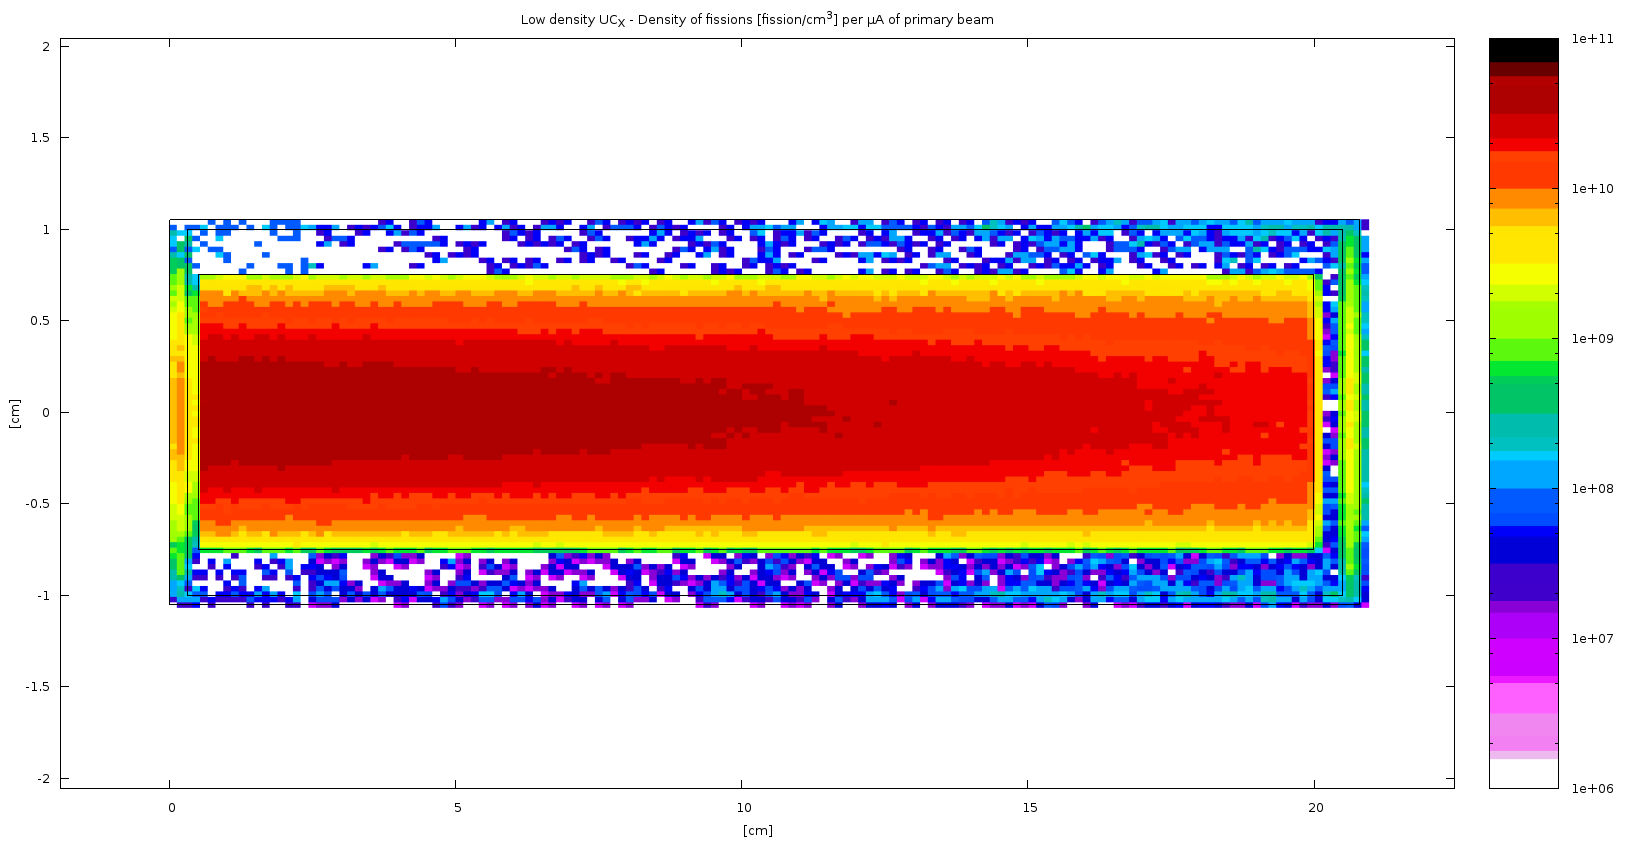 Low density UCX - Density of fissions [fission/cm3] per µA of primary beam
2
1.5
1
0.5
0
-0.5
-1
-1.5
-2
[cm]
0 5 10 15 20
[cm]
1e+11
1e+10
1e+09
1e+08
1e+07
1e+06